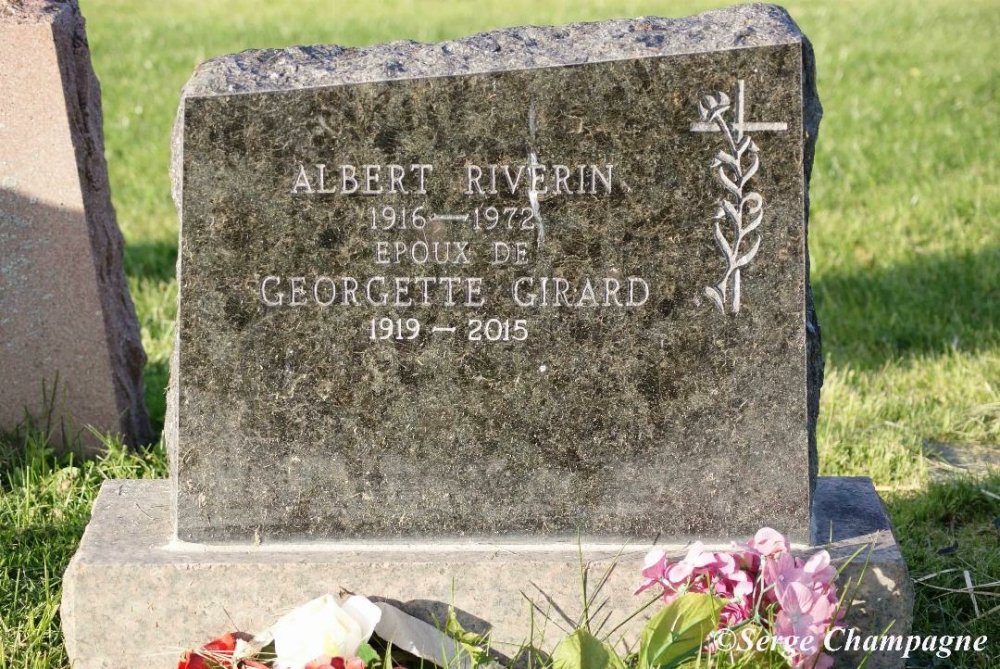 ALBERT RIVERIN
1916 — 1972
EPOUX DE
GEORGETTE GIRARD
1919 — 2015
©Serge Champagne